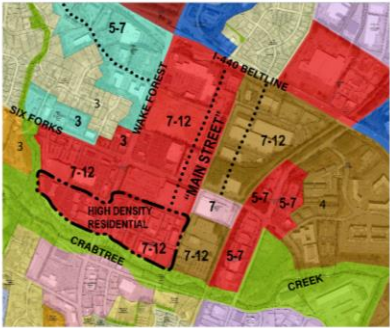 5-7
I-440 BELTLINE
WAKE FOREST
3
SIX FORKS
3
3
7-12
"MAIN STREET"
7-12
3
7-12
5-7
5-7
4
7
HIGH DENSITY
RESIDENTIAL
7-12
7-12
5-7
CRABTREE
CREEK